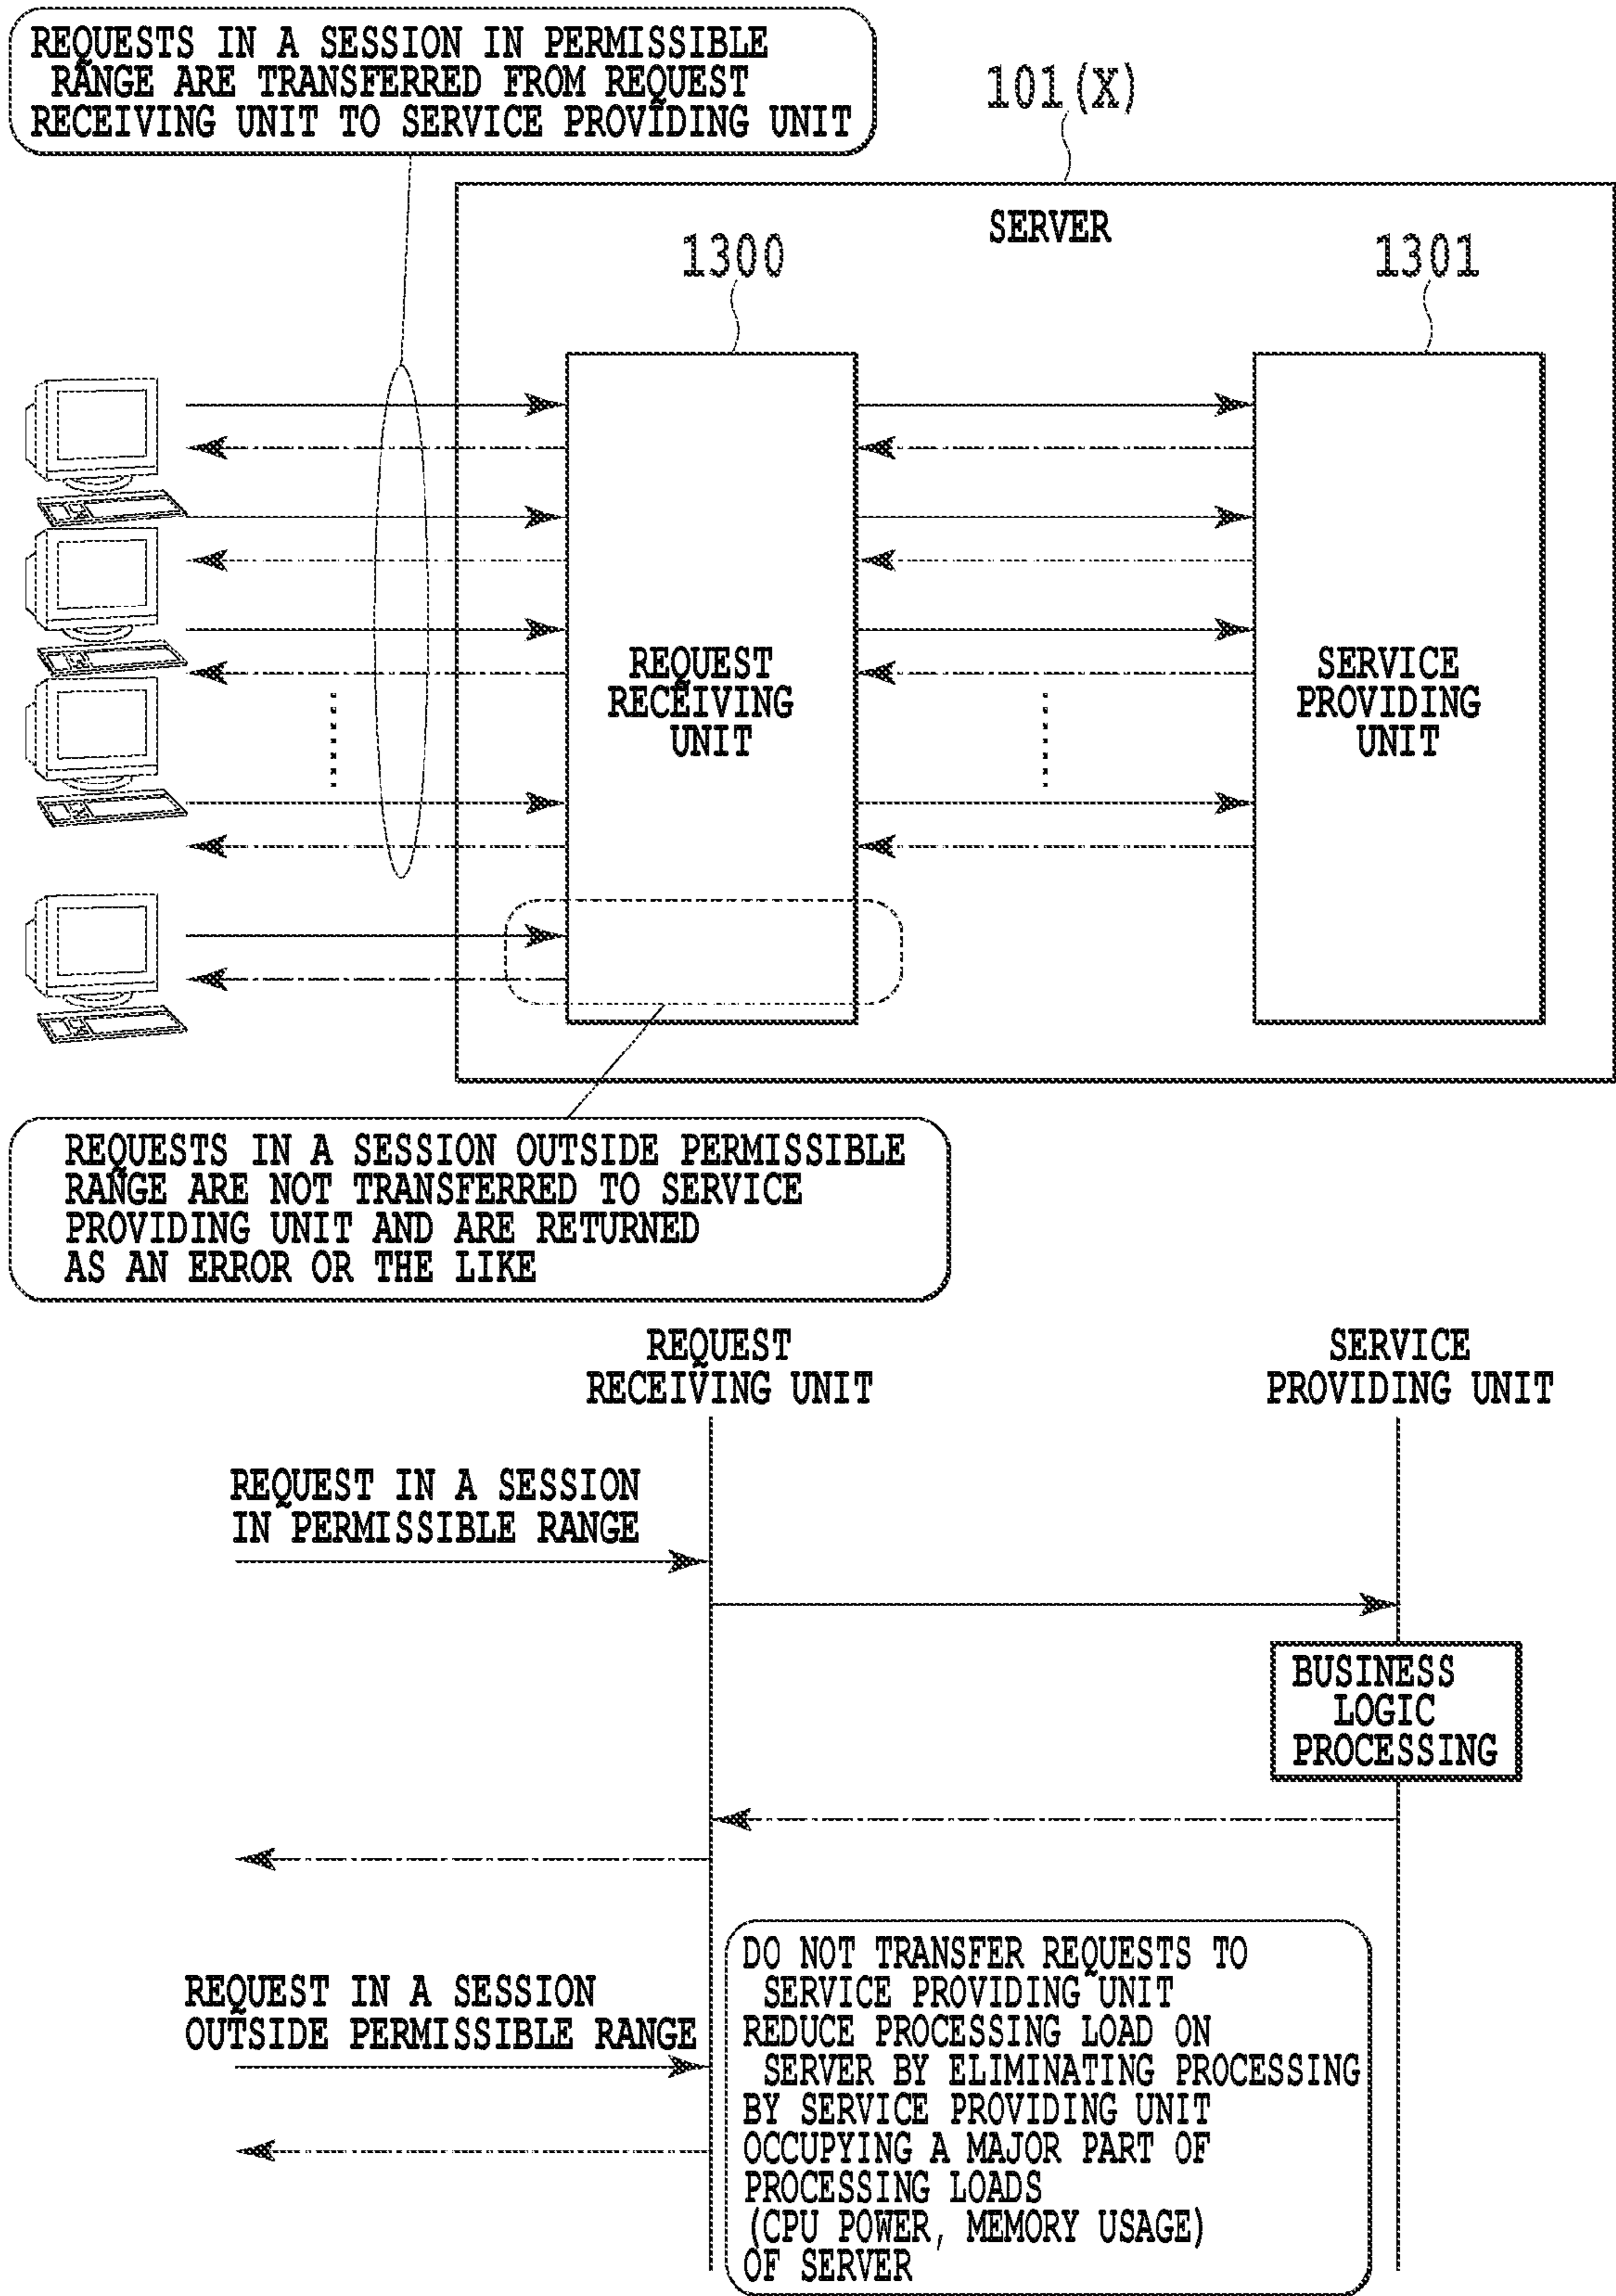 REQUESTS IN A SESSION IN PERMISSIBLE
RANGE ARE TRANSFERRED FROM REQUEST
RECEIVING UNIT TO SERVICE PROVIDING UNIT
101(X)
SERVER
1300
1301
REQUEST
RECEIVING
UNIT
SERVICE
PROVIDING
UNIT
REQUESTS IN A SESSION OUTSIDE PERMISSIBLE
RANGE ARE NOT TRANSFERRED TO SERVICE
PROVIDING UNIT AND ARE RETURNED
AS AN ERROR OR THE LIKE
REQUEST
RECEIVING UNIT
SERVICE
PROVIDING UNIT
REQUEST IN A SESSION
IN PERMISSIBLE RANGE
BUSINESS
LOGIC
PROCESSING
REQUEST IN A SESSION
OUTSIDE PERMISSIBLE RANGE
DO NOT TRANSFER REQUESTS TO
SERVICE PROVIDING UNIT
REDUCE PROCESSING LOAD ON
SERVER BY ELIMINATING PROCESSING
BY SERVICE PROVIDING UNIT
OCCUPYING A MAJOR PART OF
PROCESSING LOADS
(CPU POWER, MEMORY USAGE)
OF SERVER